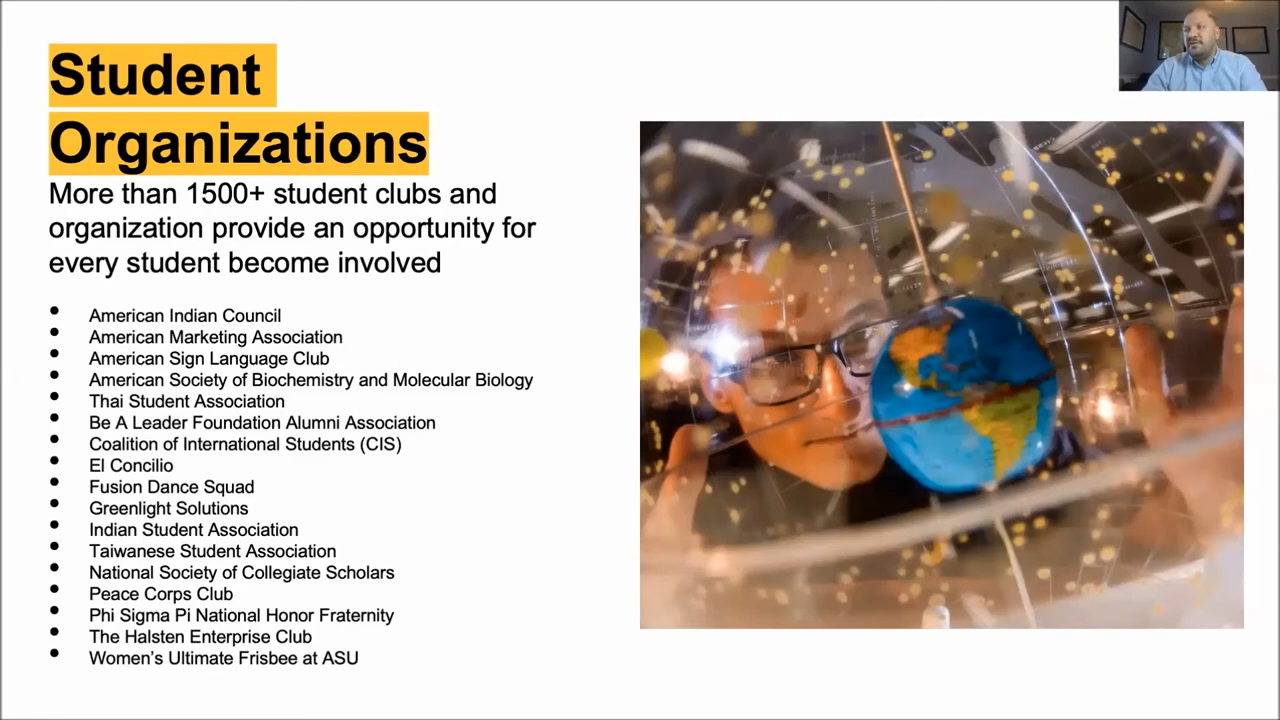 Student
Organizations
More than 1500+ student clubs and
organization provide an opportunity for
every student become involved
• American Indian Council
• American Marketing Association
• American Sign Language Club
• American Society of Biochemistry and Molecular Biology
• Thai Student Association
• Be A Leader Foundation Alumni Association
• Coalition of International Students (CIS)
• El Concilio
• Fusion Dance Squad
• Greenlight Solutions
• Indian Student Association
• Taiwanese Student Association
• National Society of Collegiate Scholars
• Peace Corps Club
• Phi Sigma Pi National Honor Fraternity
• The Halsten Enterprise Club
• Women’s Ultimate Frisbee at ASU